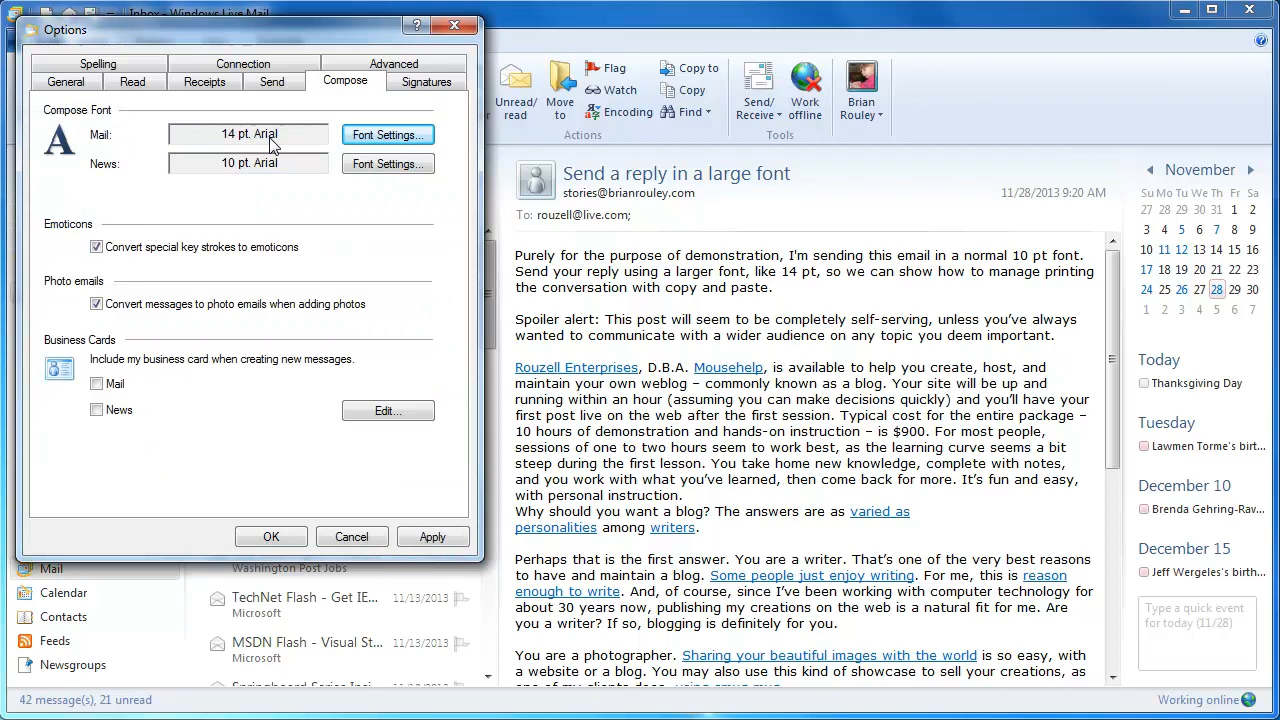 Inbox - Windows Live Mail
Options
Spelling
Connection
Advanced
General
Read
Receipts
Send
Compose
Signatures
Compose Font
Mail:
14 pt. Arial
Font Settings...
News:
10 pt. Arial
Font Settings...
Emoticons
Convert special key strokes to emoticons
Photo emails
Convert messages to photo emails when adding photos
Business Cards
Include my business card when creating new messages.
Mail
News
Edit...
OK
Cancel
Apply
Mail
Calendar
Contacts
Feeds
Newsgroups
Washington Post Jobs
TechNet Flash - Get IE...
11/13/2013
Microsoft
MSDN Flash - Visual St...
11/13/2013
Microsoft
42 message(s), 21 unread
Unread/
read
Move
to
Flag
Watch
Encoding
Copy to
Copy
Find
Actions
Send/
Receive
Work
offline
Tools
Brian
Rouley
Send a reply in a large font
stories@brianrouley.com
11/28/2013 9:20 AM
To: rouzell@live.com;
Purely for the purpose of demonstration, I'm sending this email in a normal 10 pt font.
Send your reply using a larger font, like 14 pt, so we can show how to manage printing
the conversation with copy and paste.
Spoiler alert: This post will seem to be completely self-serving, unless you've always
wanted to communicate with a wider audience on any topic you deem important.
Rouzell Enterprises, D.B.A. Mousehelp, is available to help you create, host, and
maintain your own weblog – commonly known as a blog. Your site will be up and
running within an hour (assuming you can make decisions quickly) and you'll have your
first post live on the web after the first session. Typical cost for the entire package –
10 hours of demonstration and hands-on instruction – is $900. For most people,
sessions of one to two hours seem to work best, as the learning curve seems a bit
steep during the first lesson. You take home new knowledge, complete with notes,
and you work with what you've learned, then come back for more. It's fun and easy,
with personal instruction.
Why should you want a blog? The answers are as varied as
personalities among writers.
Perhaps that is the first answer. You are a writer. That's one of the very best reasons
to have and maintain a blog. Some people just enjoy writing. For me, this is reason
enough to write. And, of course, since I've been working with computer technology for
about 30 years now, publishing my creations on the web is a natural fit for me. Are
you a writer? If so, blogging is definitely for you.
You are a photographer. Sharing your beautiful images with the world is so easy, with
a website or a blog. You may also use this kind of showcase to sell your creations, as
November
Su Mo Tu We Th Fr Sa
27 28 29 30 31 1 2
3 4 5 6 7 8 9
10 11 12 13 14 15 16
17 18 19 20 21 22 23
24 25 26 27 28 29 30
1 2 3 4 5 6 7
Today
Thanksgiving Day
Tuesday
Lawmen Torme's birt...
December 10
Brenda Gehring-Rav...
December 15
Jeff Wergeles's birth...
Type a quick event
for today (11/28)
Working online